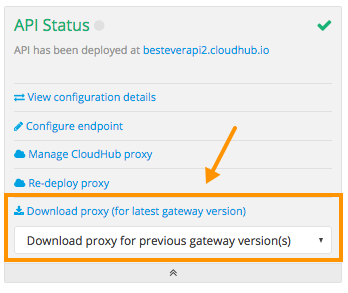 API Status
API has been deployed at besteverapi2.cloudhub.io
View configuration details
Configure endpoint
Manage CloudHub proxy
Re-deploy proxy
Download proxy (for latest gateway version)
Download proxy for previous gateway version(s)